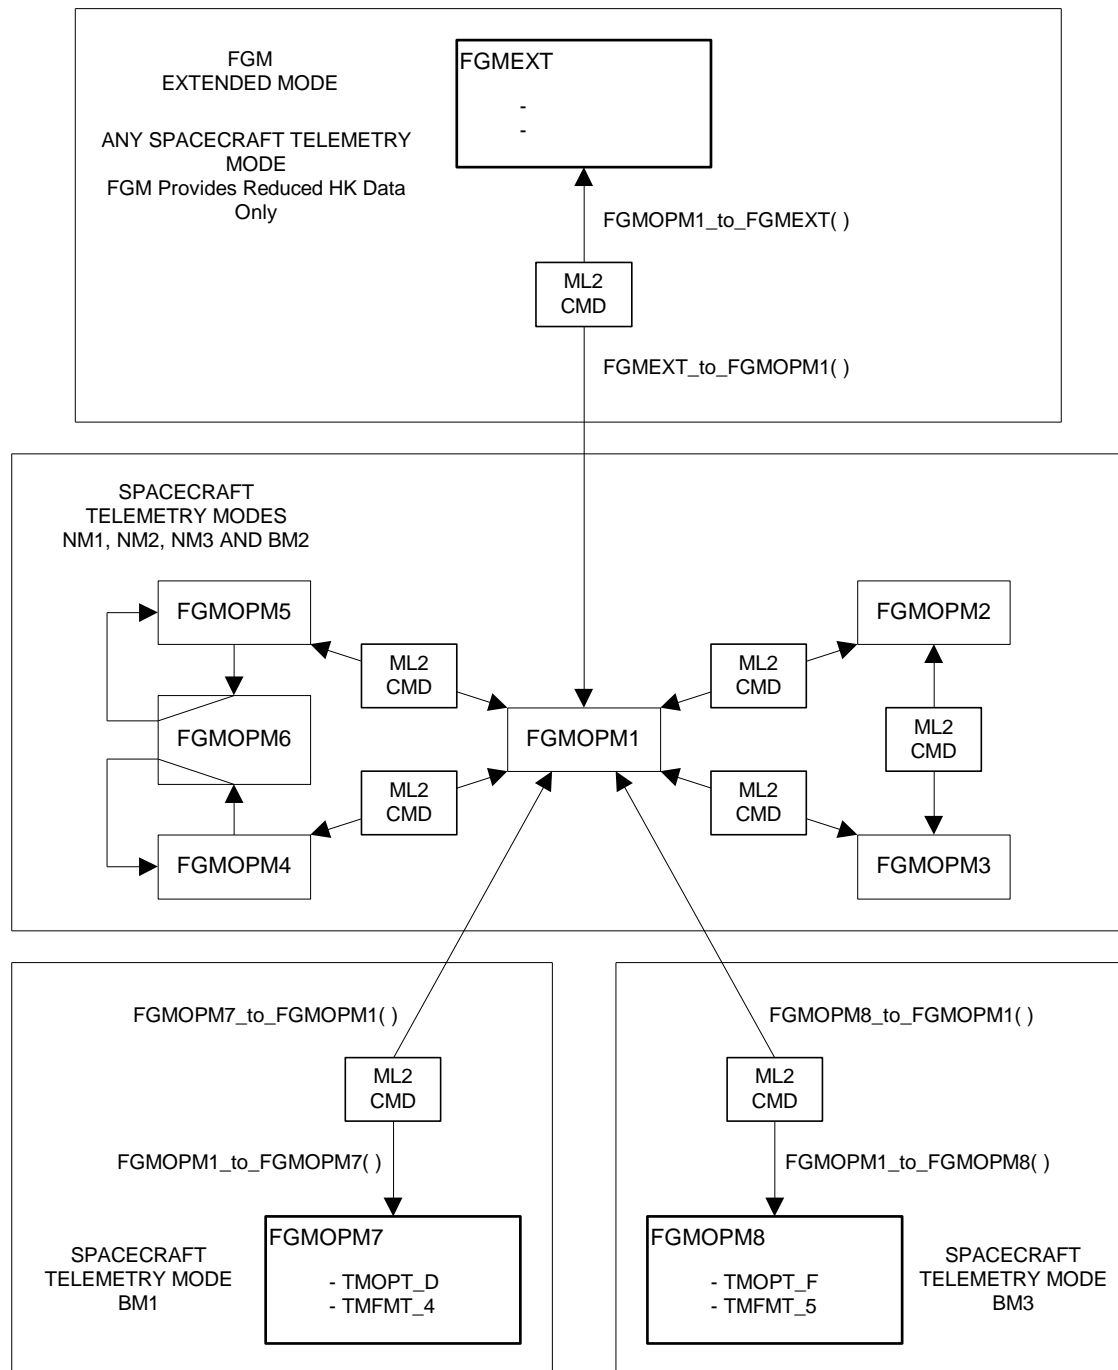 FGM
EXTENDED MODE
ANY SPACECRAFT TELEMETRY
MODE
FGM Provides Reduced HK Data
Only
FGMEXT
-
-
FGMOPM1_to_FGMEXT( )
ML2
CMD
FGMEXT_to_FGMOPM1( )
SPACECRAFT
TELEMETRY MODES
NM1, NM2, NM3 AND BM2
FGMOPM5
FGMOPM2
ML2
CMD
ML2
CMD
FGMOPM6
FGMOPM1
ML2
CMD
ML2
CMD
ML2
CMD
FGMOPM4
FGMOPM3
FGMOPM7_to_FGMOPM1( )
ML2
CMD
FGMOPM1_to_FGMOPM7( )
FGMOPM7
- TMOPT_D
- TMFMT_4
SPACECRAFT
TELEMETRY MODE
BM1
FGMOPM8_to_FGMOPM1( )
ML2
CMD
FGMOPM1_to_FGMOPM8( )
FGMOPM8
- TMOPT_F
- TMFMT_5
SPACECRAFT
TELEMETRY MODE
BM3